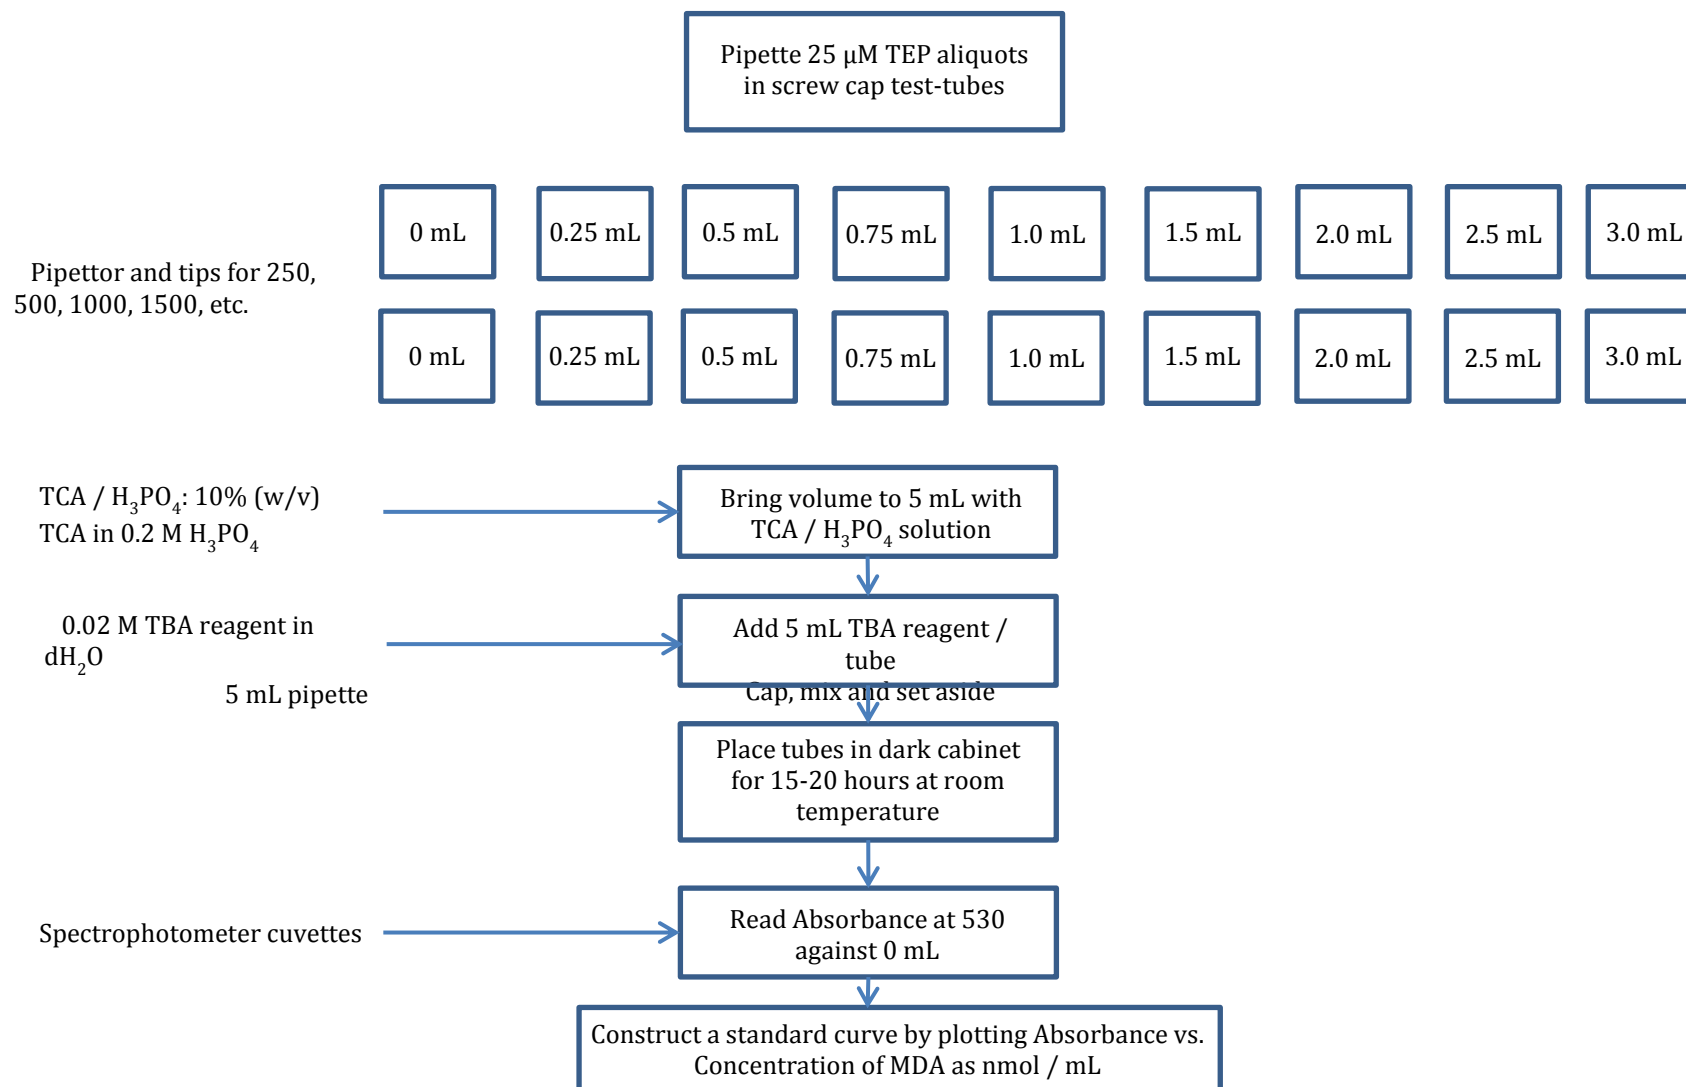 Pipette 25 μM TEP aliquots
in screw cap test-tubes
0 mL
0.25 mL
0.5 mL
0.75 mL
1.0 mL
1.5 mL
2.0 mL
2.5 mL
3.0 mL
Pipettor and tips for 250,
500, 1000, 1500, etc.
0 mL
0.25 mL
0.5 mL
0.75 mL
1.0 mL
1.5 mL
2.0 mL
2.5 mL
3.0 mL
TCA / H₃PO₄: 10% (w/v)
TCA in 0.2 M H₃PO₄
Bring volume to 5 mL with
TCA / H₃PO₄ solution
0.02 M TBA reagent in
dH₂O
5 mL pipette
Add 5 mL TBA reagent /
tube
Cap, mix and set aside
Place tubes in dark cabinet
for 15-20 hours at room
temperature
Spectrophotometer cuvettes
Read Absorbance at 530
against 0 mL
Construct a standard curve by plotting Absorbance vs.
Concentration of MDA as nmol / mL